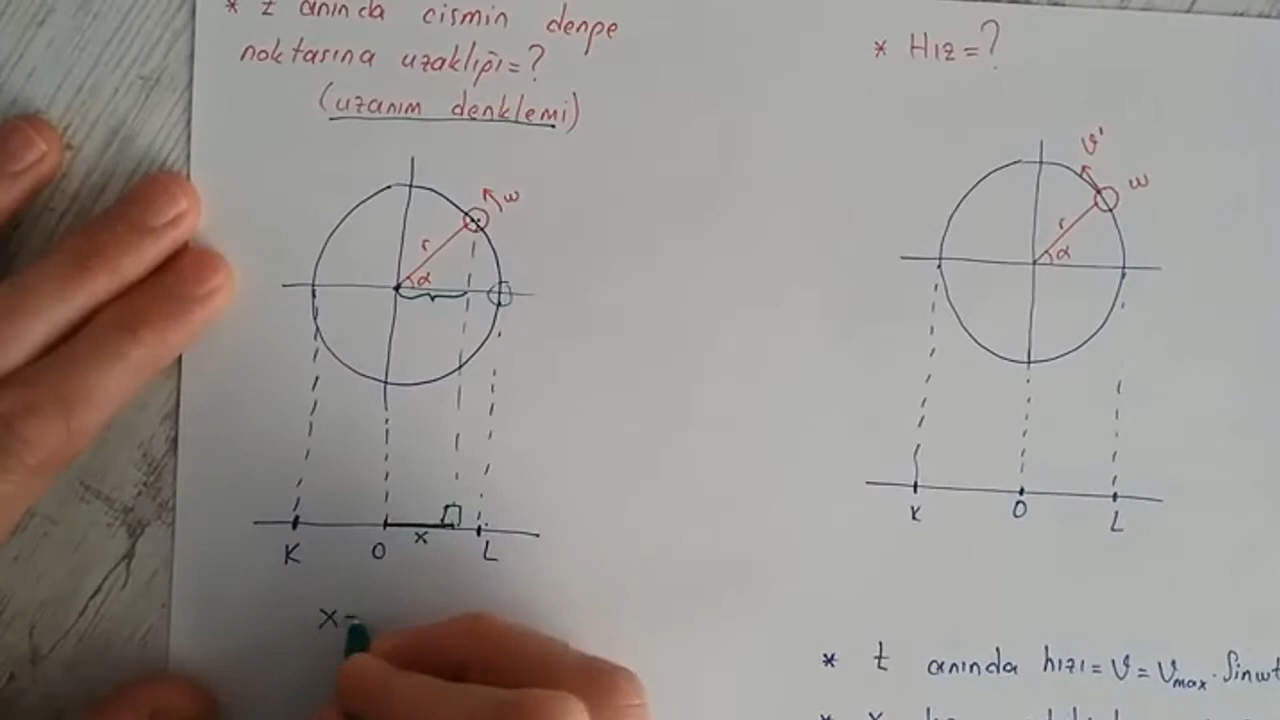 * t anında cismin denge
noktasına uzaklığı=?
(uzanım denklemi)
ω
r
α
K O x L
x=
* Hız=?
ϑ'
ω
r
α
K O L
* t anında hızı=ϑ=ϑmax.Sinωt